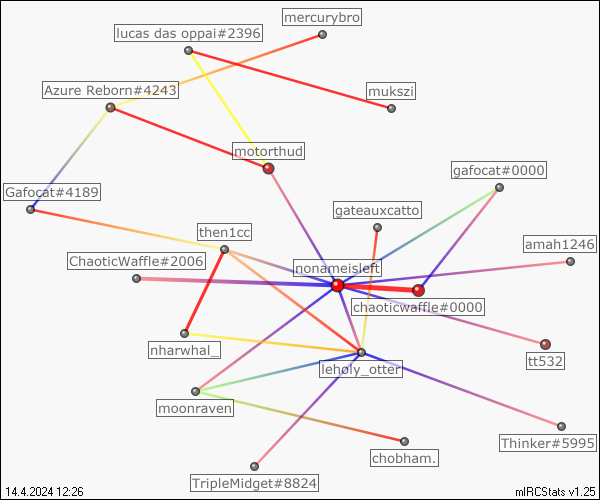 mercurybro
lucas das oppai#2396
Azure Reborn#4243
mukszi
motorthud
gafocat#0000
Gafocat#4189
gateauxcatto
then1cc
amah1246
ChaoticWaffle#2006
nonameisleft
chaoticwaffle#0000
nharwhal_
leholy_otter
tt532
moonraven
Thinker#5995
chobham.
TripleMidget#8824
14.4.2024 12:26
mIRCStats v1.25